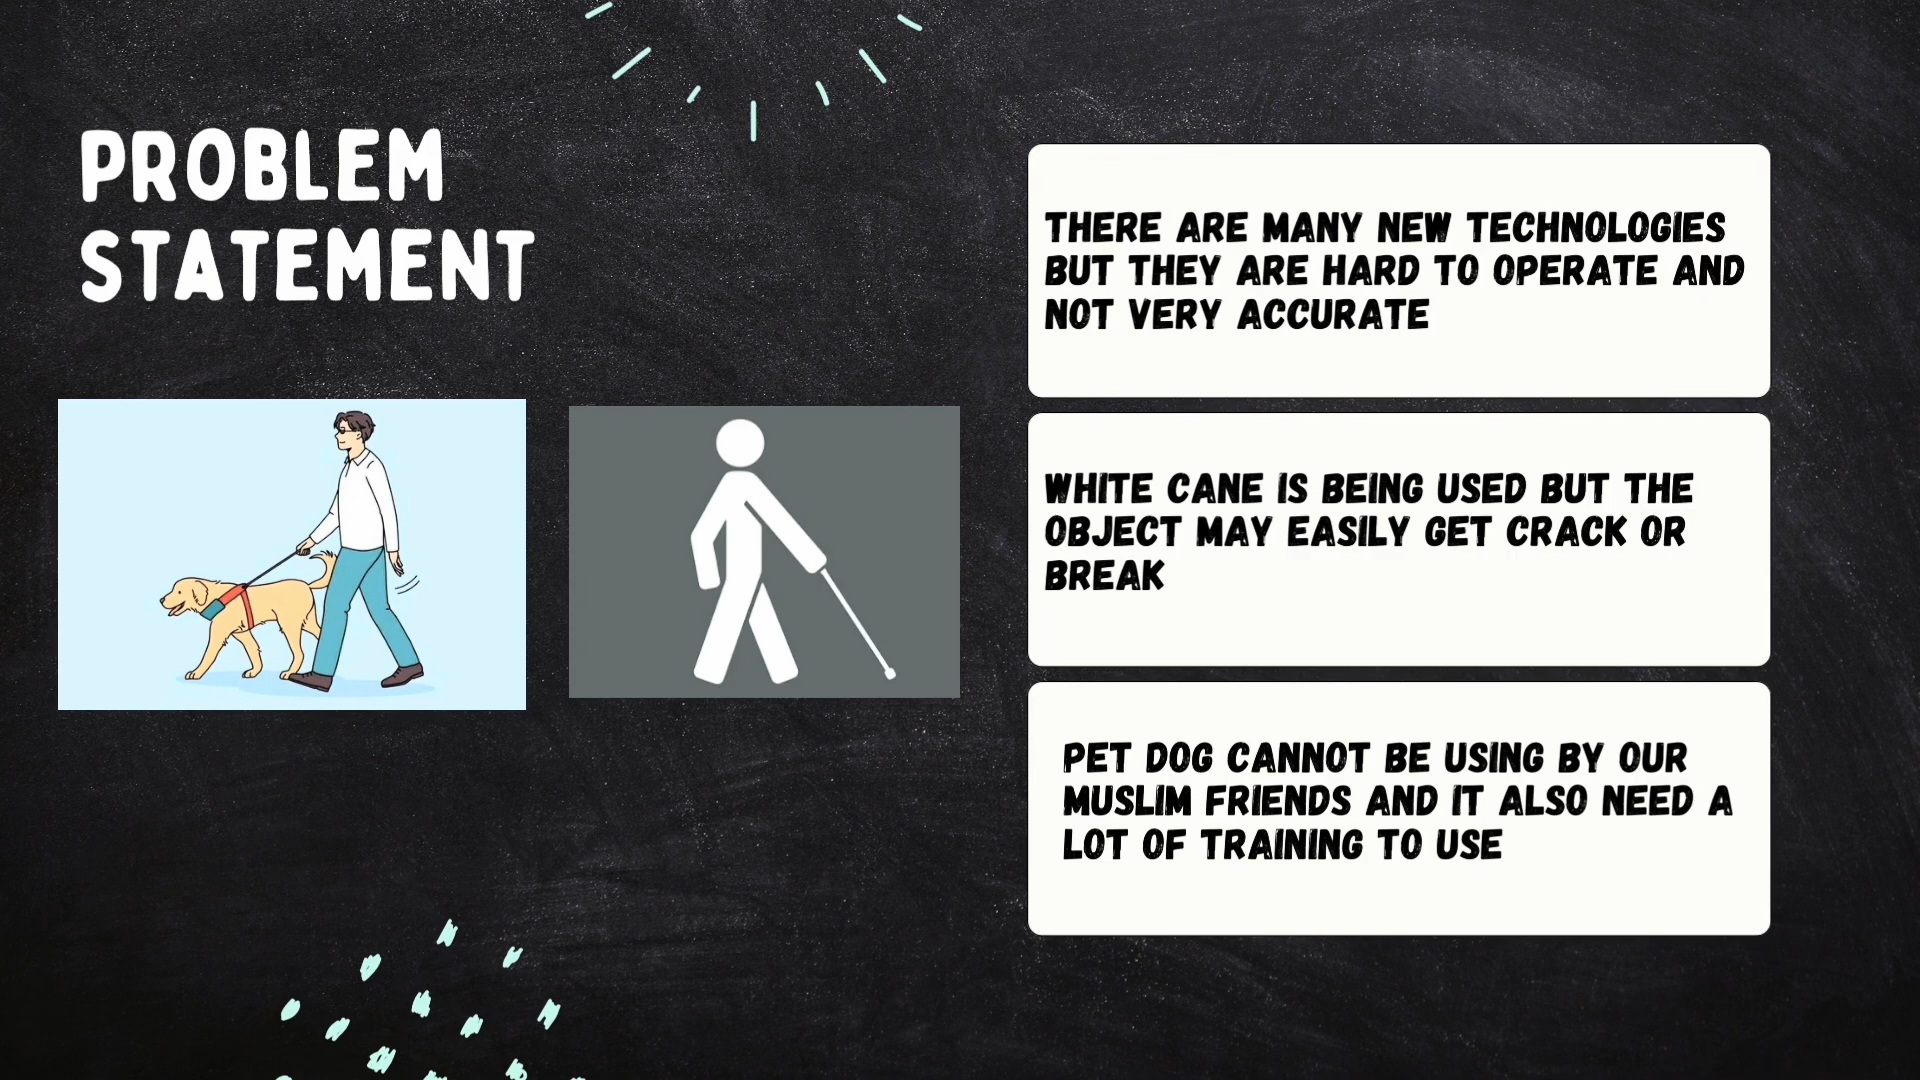 PROBLEM
STATEMENT
THERE ARE MANY NEW TECHNOLOGIES
BUT THEY ARE HARD TO OPERATE AND
NOT VERY ACCURATE
WHITE CANE IS BEING USED BUT THE
OBJECT MAY EASILY GET CRACK OR
BREAK
PET DOG CANNOT BE USING BY OUR
MUSLIM FRIENDS AND IT ALSO NEED A
LOT OF TRAINING TO USE